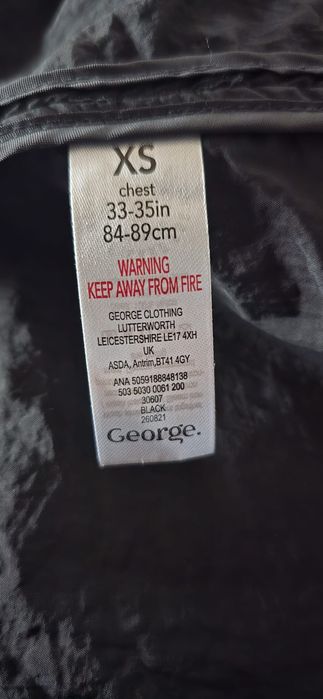 XS
chest
33-35in
84-89cm
WARNING
KEEP AWAY FROM FIRE
GEORGE CLOTHING
LUTTERWORTH
LEICESTERSHIRE LE17 4XH
UK
ASDA, Antrim,BT41 4GY
ANA 5059188848138
503 5030 0061 200
30607
BLACK
260821
George.